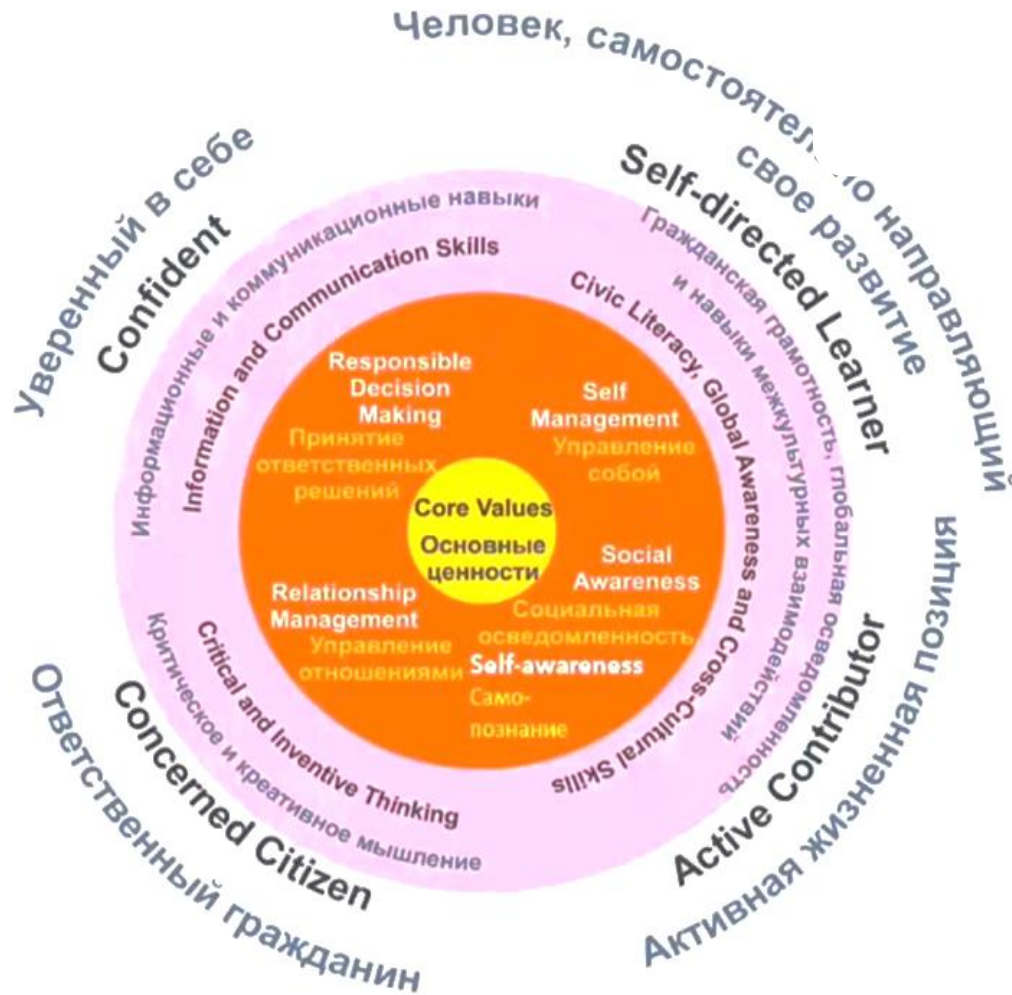 Человек, самостоятел но направляющий
свое развитие
Self-directed Learner
Уверенный в себе
Confident
Информационные и коммуникационные навыки
Information and Communication Skills
Гражданская грамотность, глобальная осведомленность
и навыки межкультурных взаимодействий
Civic Literacy, Global Awareness and Cross-Cultural Skills
Responsible
Decision
Making
Принятие
ответственных
решений
Self
Management
Управление
собой
Core Values
Основные
ценности
Social
Awareness
Социальная
осведомленность
Relationship
Management
Управление
отношениями
Self-awareness
Само-
познание
Critical and Inventive Thinking
Критическое и креативное мышление
Concerned Citizen
Ответственный гражданин
Active Contributor
Активная жизненная позиция